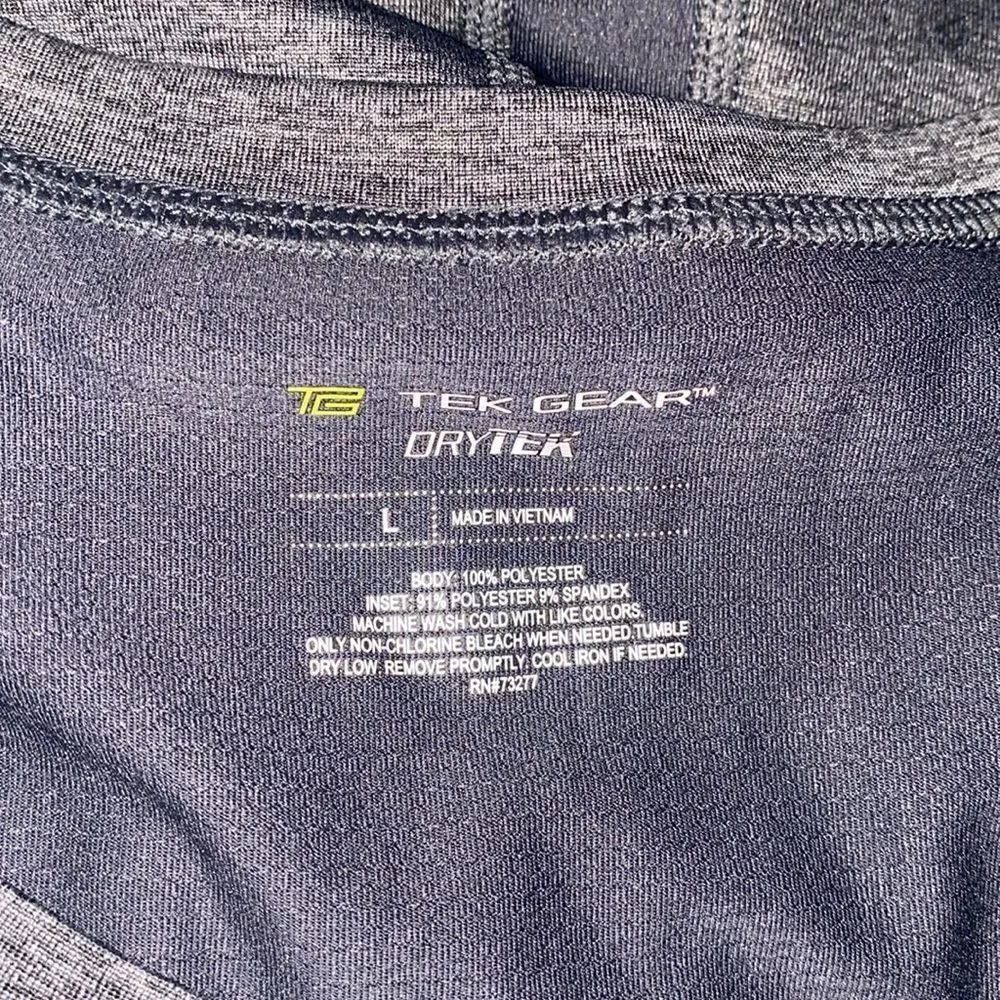 TG TEK GEAR™
DRYTEK
L MADE IN VIETNAM
BODY: 100% POLYESTER
INSET: 91% POLYESTER 9% SPANDEX
MACHINE WASH COLD WITH LIKE COLORS.
ONLY NON-CHLORINE BLEACH WHEN NEEDED.TUMBLE
DRY LOW. REMOVE PROMPTLY. COOL IRON IF NEEDED
RN#73277